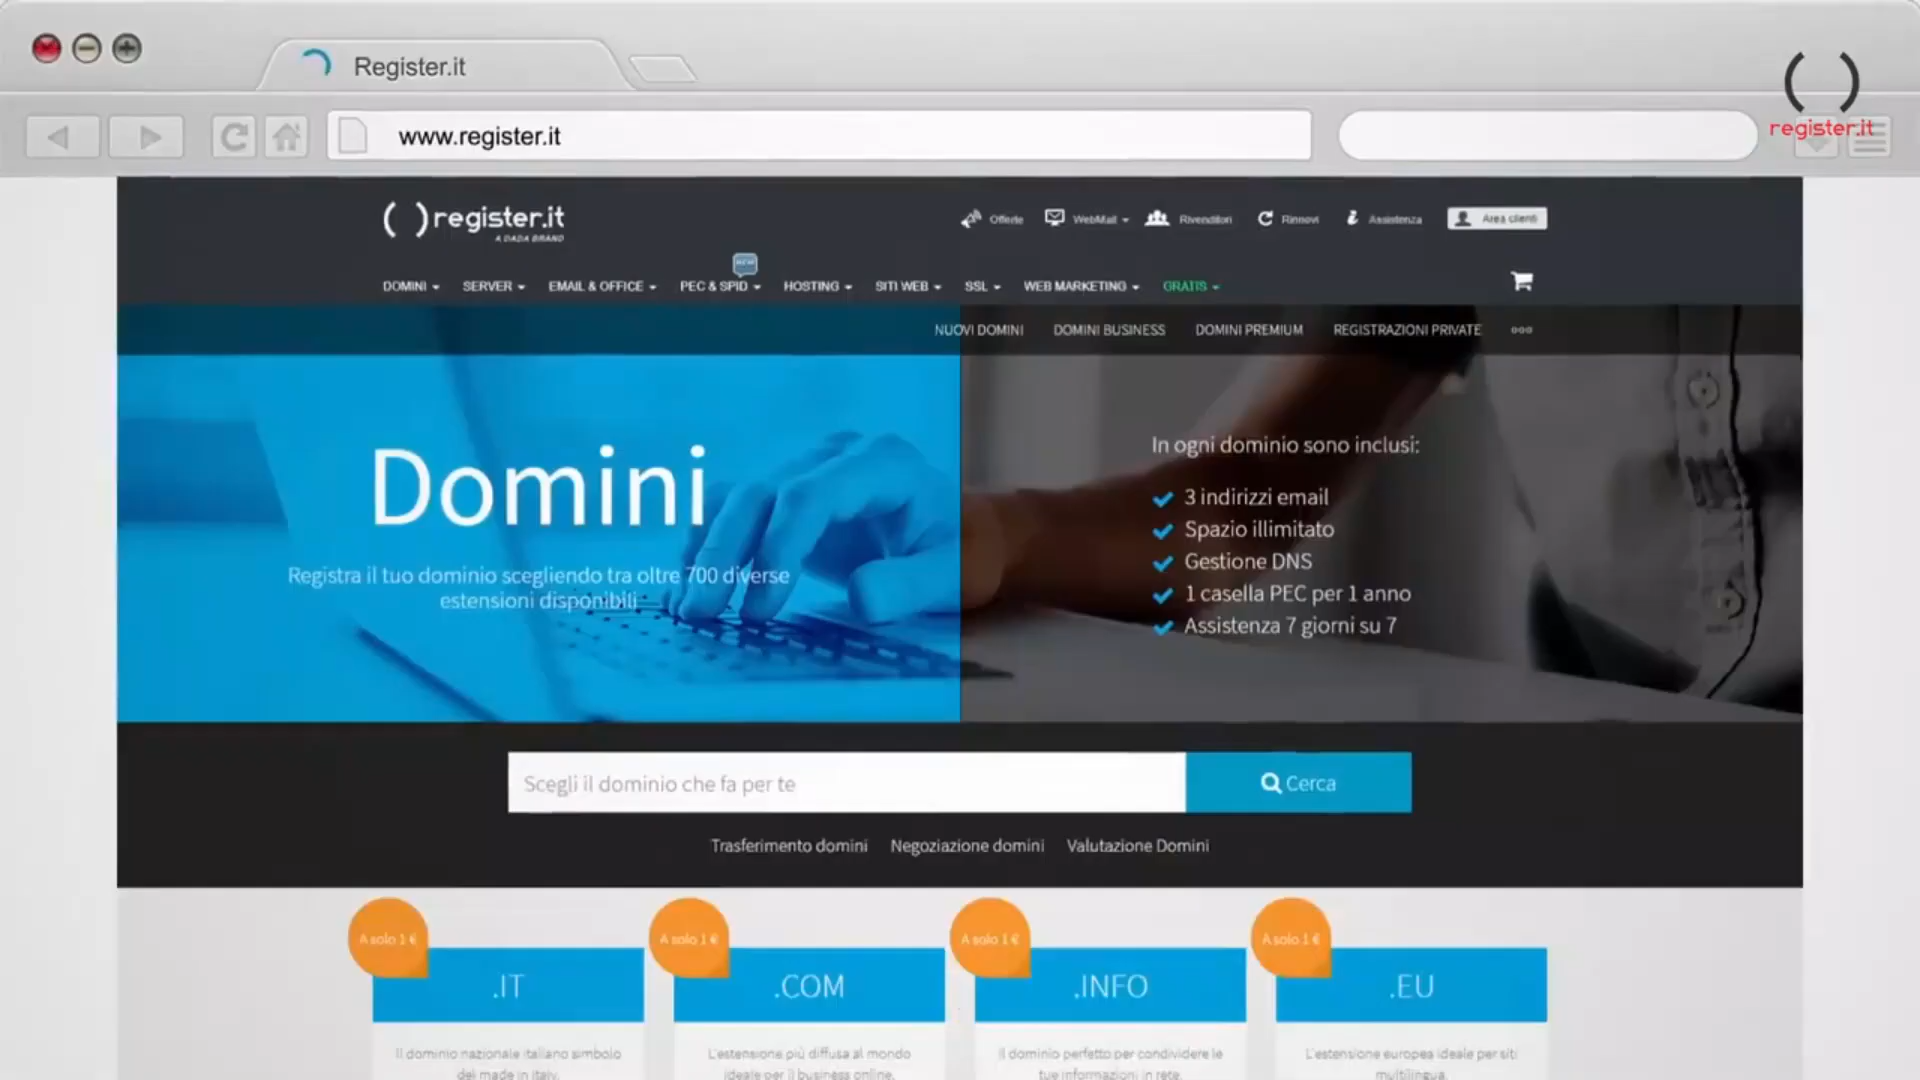 Register.it
www.register.it
register.it
register.it
A DADA BRAND
Offerte
WebMail
Rivenditori
Rinnovi
Assistenza
Area clienti
NEW
DOMINI
SERVER
EMAIL & OFFICE
PEC & SPID
HOSTING
SITI WEB
SSL
WEB MARKETING
GRATIS
NUOVI DOMINI
DOMINI BUSINESS
DOMINI PREMIUM
REGISTRAZIONI PRIVATE
Domini
Registra il tuo dominio scegliendo tra oltre 700 diverse
estensioni disponibili
In ogni dominio sono inclusi:
3 indirizzi email
Spazio illimitato
Gestione DNS
1 casella PEC per 1 anno
Assistenza 7 giorni su 7
Scegli il dominio che fa per te
Cerca
Trasferimento domini
Negoziazione domini
Valutazione Domini
A solo 1 €
.IT
Il dominio nazionale italiano simbolo
del made in Italy.
A solo 1 €
.COM
L'estensione più diffusa al mondo
ideale per il business online.
A solo 1 €
.INFO
Il dominio perfetto per condividere le
tue informazioni in rete.
A solo 1 €
.EU
L'estensione europea ideale per siti
multilingua.